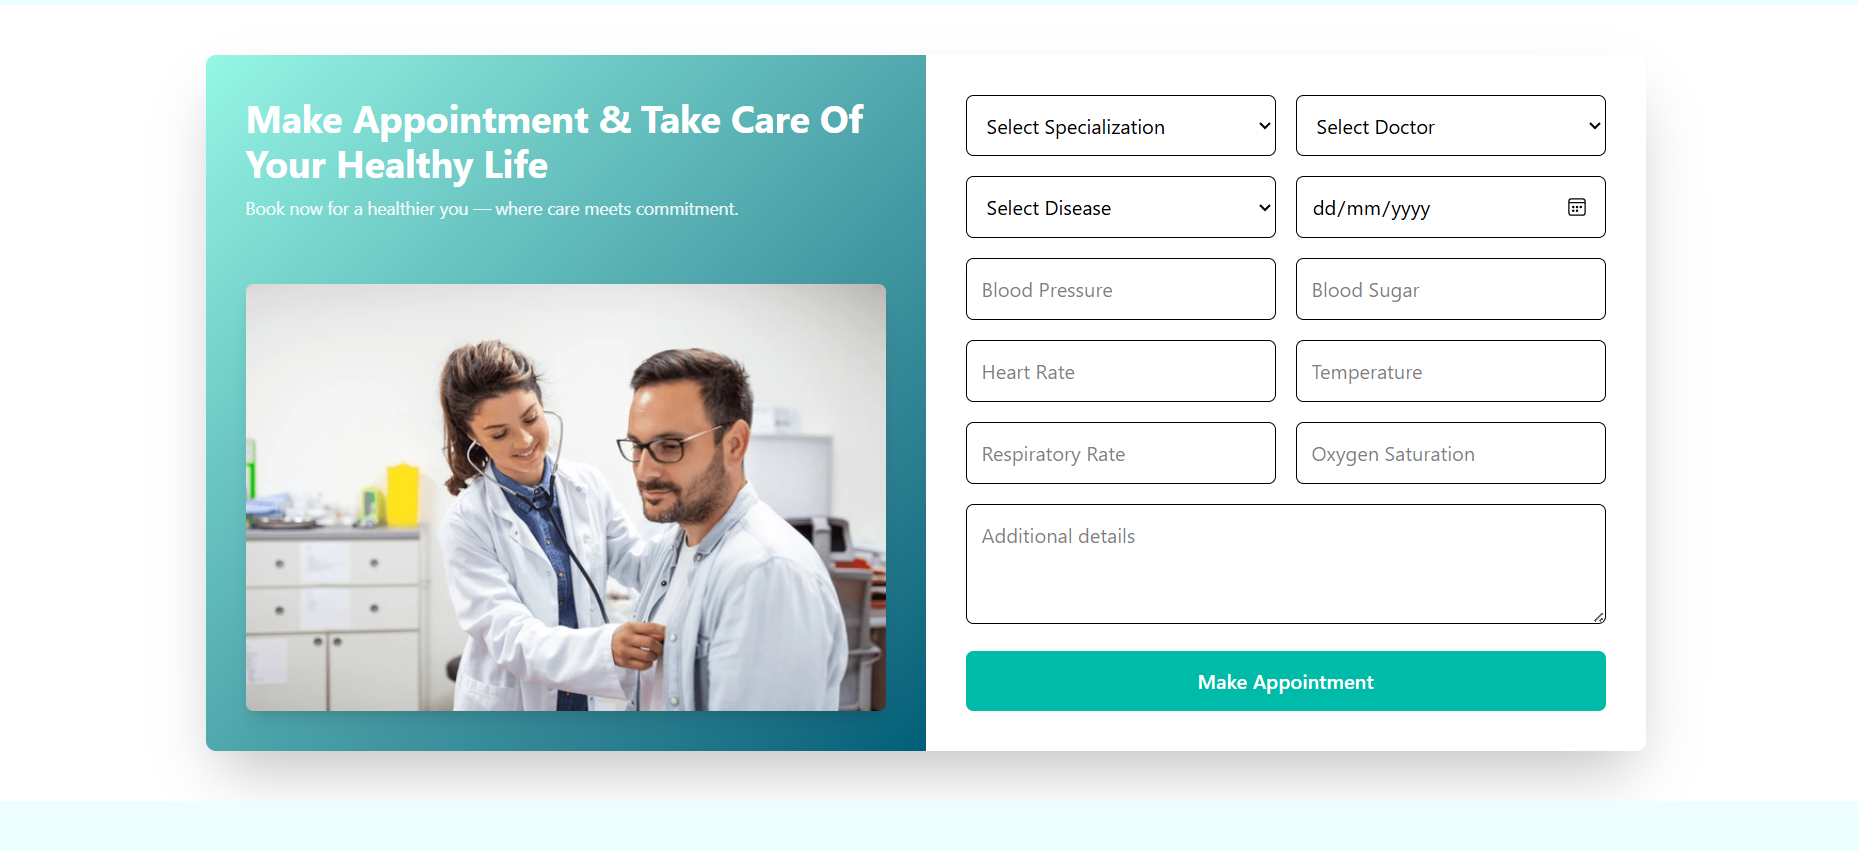 Make Appointment & Take Care Of
Your Healthy Life
Book now for a healthier you — where care meets commitment.
Select Specialization
Select Doctor
Select Disease
dd/mm/yyyy
Blood Pressure
Blood Sugar
Heart Rate
Temperature
Respiratory Rate
Oxygen Saturation
Additional details
Make Appointment